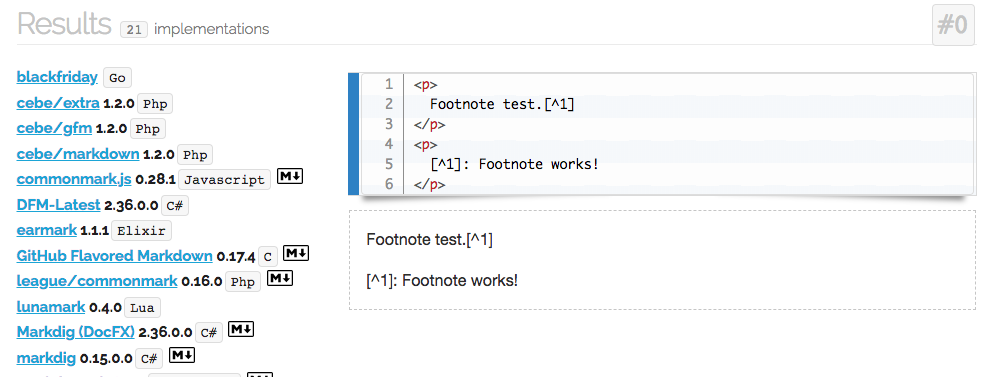 Results 21 implementations
#0
blackfriday Go
cebe/extra 1.2.0 Php
cebe/gfm 1.2.0 Php
cebe/markdown 1.2.0 Php
commonmark.js 0.28.1 Javascript M↓
DFM-Latest 2.36.0.0 C#
earmark 1.1.1 Elixir
GitHub Flavored Markdown 0.17.4 C M↓
league/commonmark 0.16.0 Php M↓
lunamark 0.4.0 Lua
Markdig (DocFX) 2.36.0.0 C# M↓
markdig 0.15.0.0 C# M↓
1 <p>
2 Footnote test.[^1]
3 </p>
4 <p>
5 [^1]: Footnote works!
6 </p>
Footnote test.[^1]
[^1]: Footnote works!